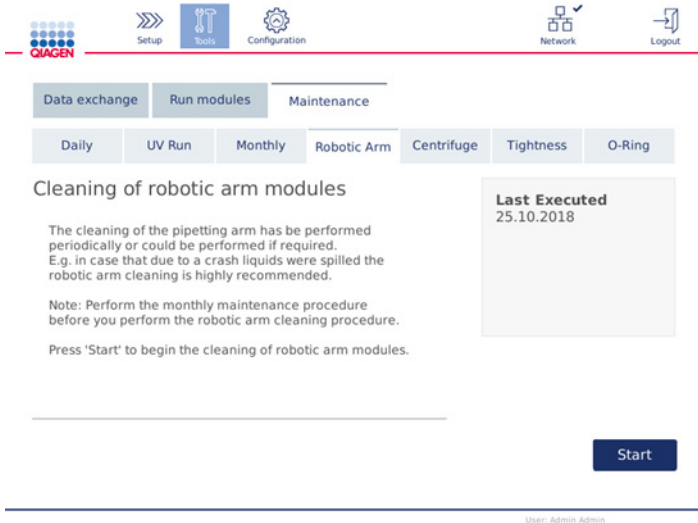 QIAGEN
Setup
Tools
Configuration
Network
Logout
Data exchange
Run modules
Maintenance
Daily
UV Run
Monthly
Robotic Arm
Centrifuge
Tightness
O-Ring
Cleaning of robotic arm modules
The cleaning of the pipetting arm has be performed
periodically or could be performed if required.
E.g. in case that due to a crash liquids were spilled the
robotic arm cleaning is highly recommended.
Note: Perform the monthly maintenance procedure
before you perform the robotic arm cleaning procedure.
Press 'Start' to begin the cleaning of robotic arm modules.
Last Executed
25.10.2018
Start
User: Admin Admin